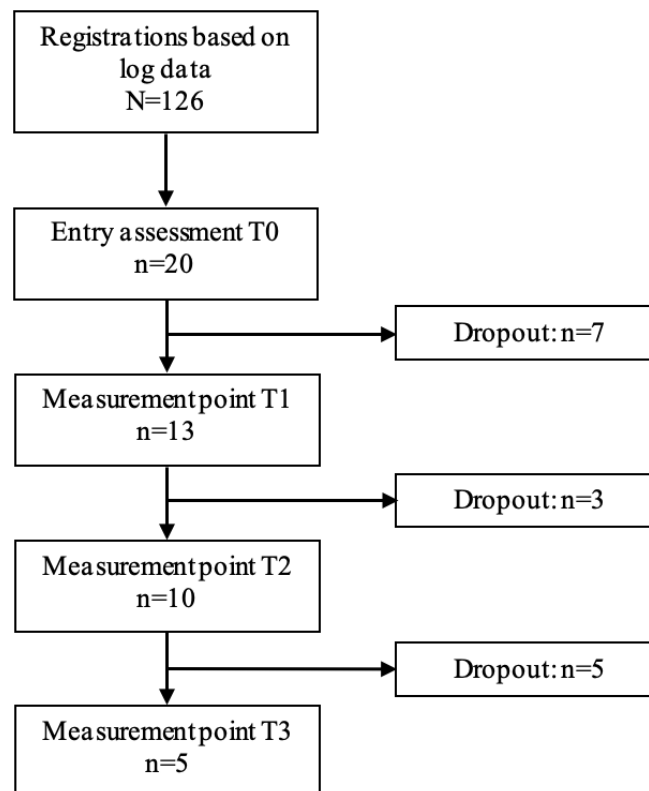 Registrations based on
log data
N=126
Entry assessment T0
n=20
Dropout: n=7
Measurement point T1
n=13
Dropout: n=3
Measurement point T2
n=10
Dropout: n=5
Measurement point T3
n=5